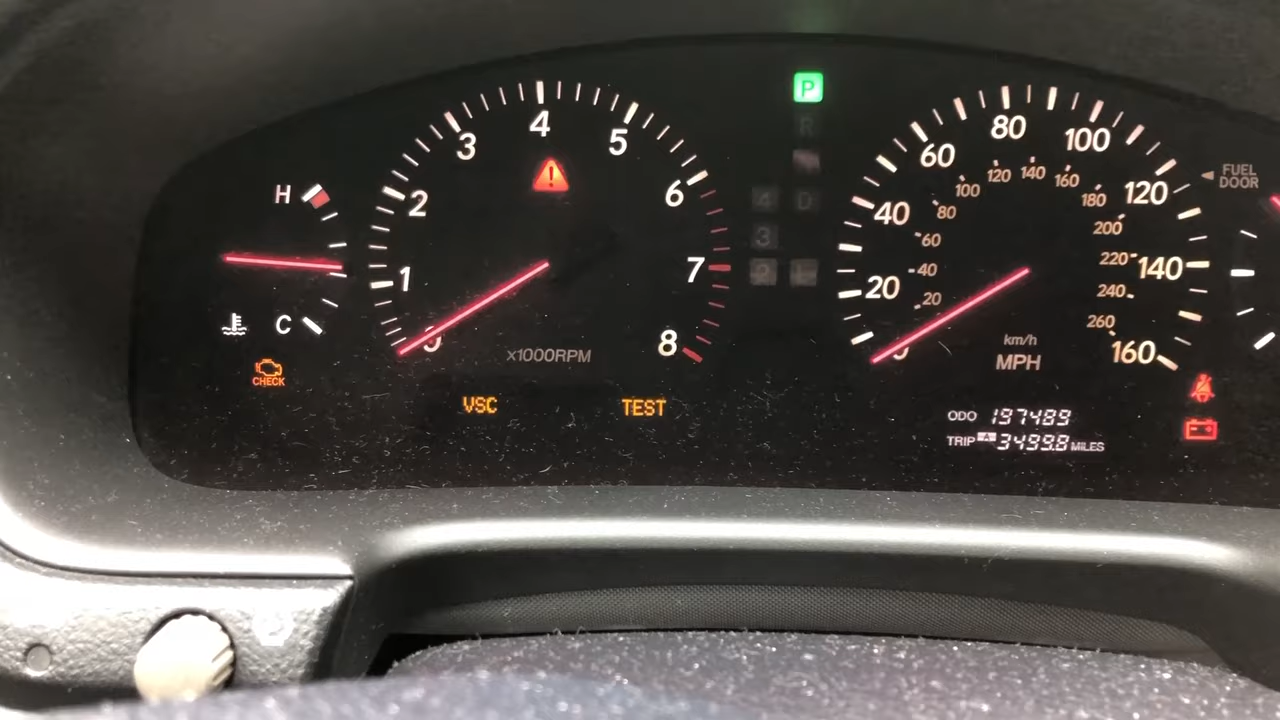 H
C
CHECK
1
2
3
4
5
6
7
8
x1000RPM
VSC
TEST
P
R
4 D
3
2 L
20
40
60
80
100
120
140
160
20
40
60
80
100
120
140
160
180
200
220
240
260
km/h
MPH
ODO 197489
TRIP A 3499.8 MILES
FUEL
DOOR